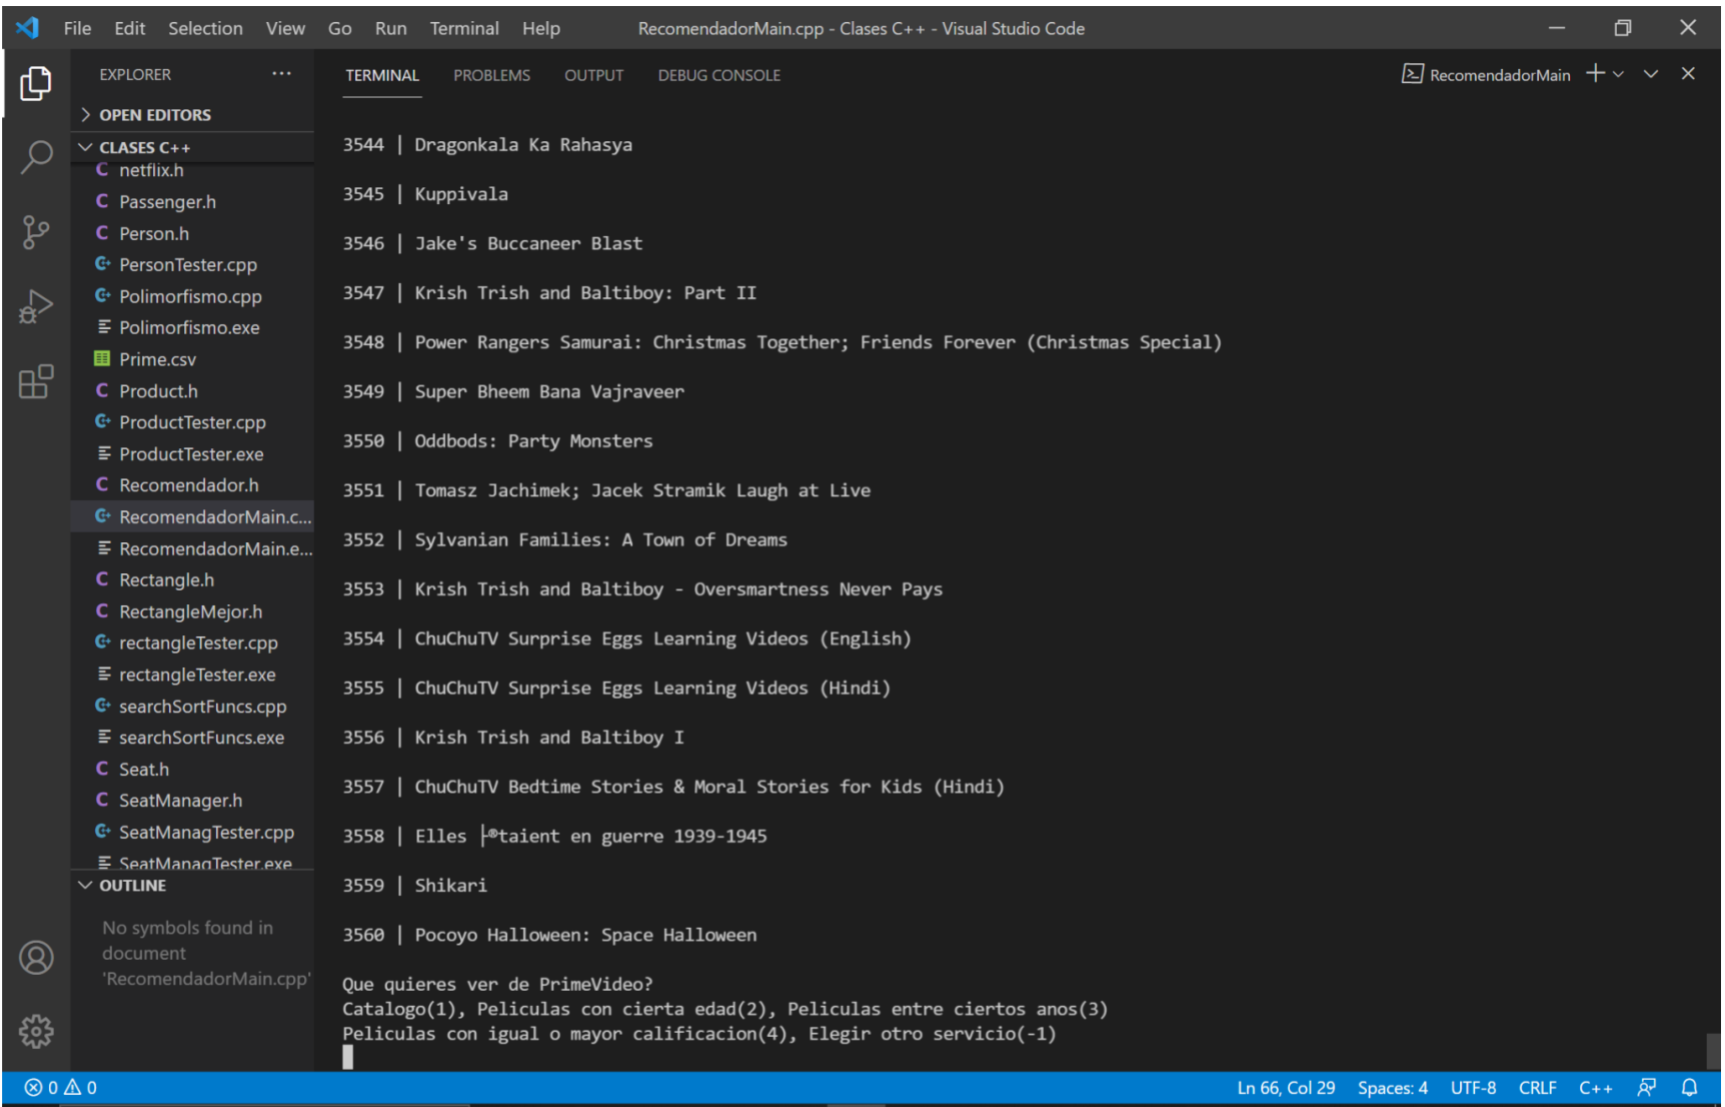 File Edit Selection View Go Run Terminal Help RecomendadorMain.cpp - Clases C++ - Visual Studio Code
EXPLORER ···
OPEN EDITORS
CLASES C++
netflix.h
Passenger.h
Person.h
PersonTester.cpp
Polimorfismo.cpp
Polimorfismo.exe
Prime.csv
Product.h
ProductTester.cpp
ProductTester.exe
Recomendador.h
RecomendadorMain.c...
RecomendadorMain.e...
Rectangle.h
RectangleMejor.h
rectangleTester.cpp
rectangleTester.exe
searchSortFuncs.cpp
searchSortFuncs.exe
Seat.h
SeatManager.h
SeatManagTester.cpp
SeatManagTester.exe
OUTLINE
No symbols found in
document
'RecomendadorMain.cpp'
TERMINAL PROBLEMS OUTPUT DEBUG CONSOLE RecomendadorMain
3544 | Dragonkala Ka Rahasya
3545 | Kuppivala
3546 | Jake's Buccaneer Blast
3547 | Krish Trish and Baltiboy: Part II
3548 | Power Rangers Samurai: Christmas Together; Friends Forever (Christmas Special)
3549 | Super Bheem Bana Vajraveer
3550 | Oddbods: Party Monsters
3551 | Tomasz Jachimek; Jacek Stramik Laugh at Live
3552 | Sylvanian Families: A Town of Dreams
3553 | Krish Trish and Baltiboy - Oversmartness Never Pays
3554 | ChuChuTV Surprise Eggs Learning Videos (English)
3555 | ChuChuTV Surprise Eggs Learning Videos (Hindi)
3556 | Krish Trish and Baltiboy I
3557 | ChuChuTV Bedtime Stories & Moral Stories for Kids (Hindi)
3558 | Elles ├®taient en guerre 1939-1945
3559 | Shikari
3560 | Pocoyo Halloween: Space Halloween
Que quieres ver de PrimeVideo?
Catalogo(1), Peliculas con cierta edad(2), Peliculas entre ciertos anos(3)
Peliculas con igual o mayor calificacion(4), Elegir otro servicio(-1)
0 0 Ln 66, Col 29 Spaces: 4 UTF-8 CRLF C++